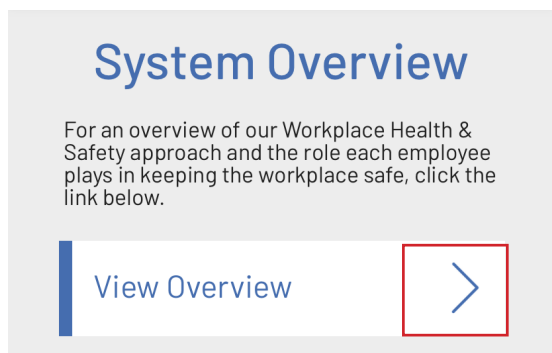 System Overview
For an overview of our Workplace Health &
Safety approach and the role each employee
plays in keeping the workplace safe, click the
link below.
View Overview